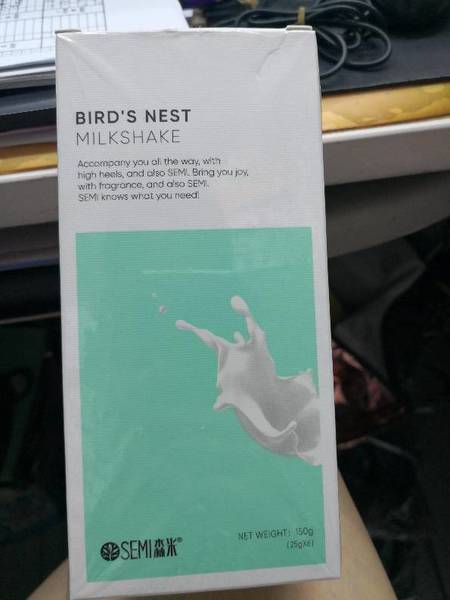 BIRD'S NEST
MILKSHAKE
Accompany you all the way, with
high heels, and also SEMI. Bring you joy,
with fragrance, and also SEMI.
SEMI knows what you need!
SEMI森米®
NET WEIGHT: 150g
(25gX6)